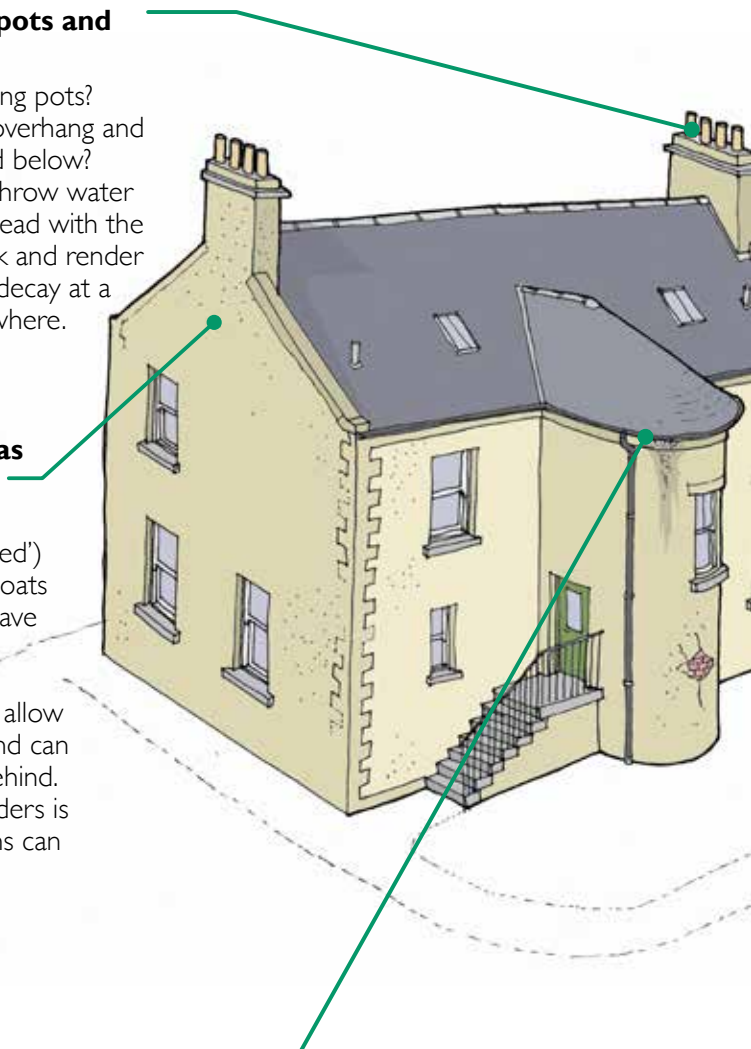 pots and
ng pots?
overhang and
d below?
hrow water
ead with the
k and render
decay at a
where.
as
ed’)
oats
ave
allow
nd can
ehind.
ders is
ns can